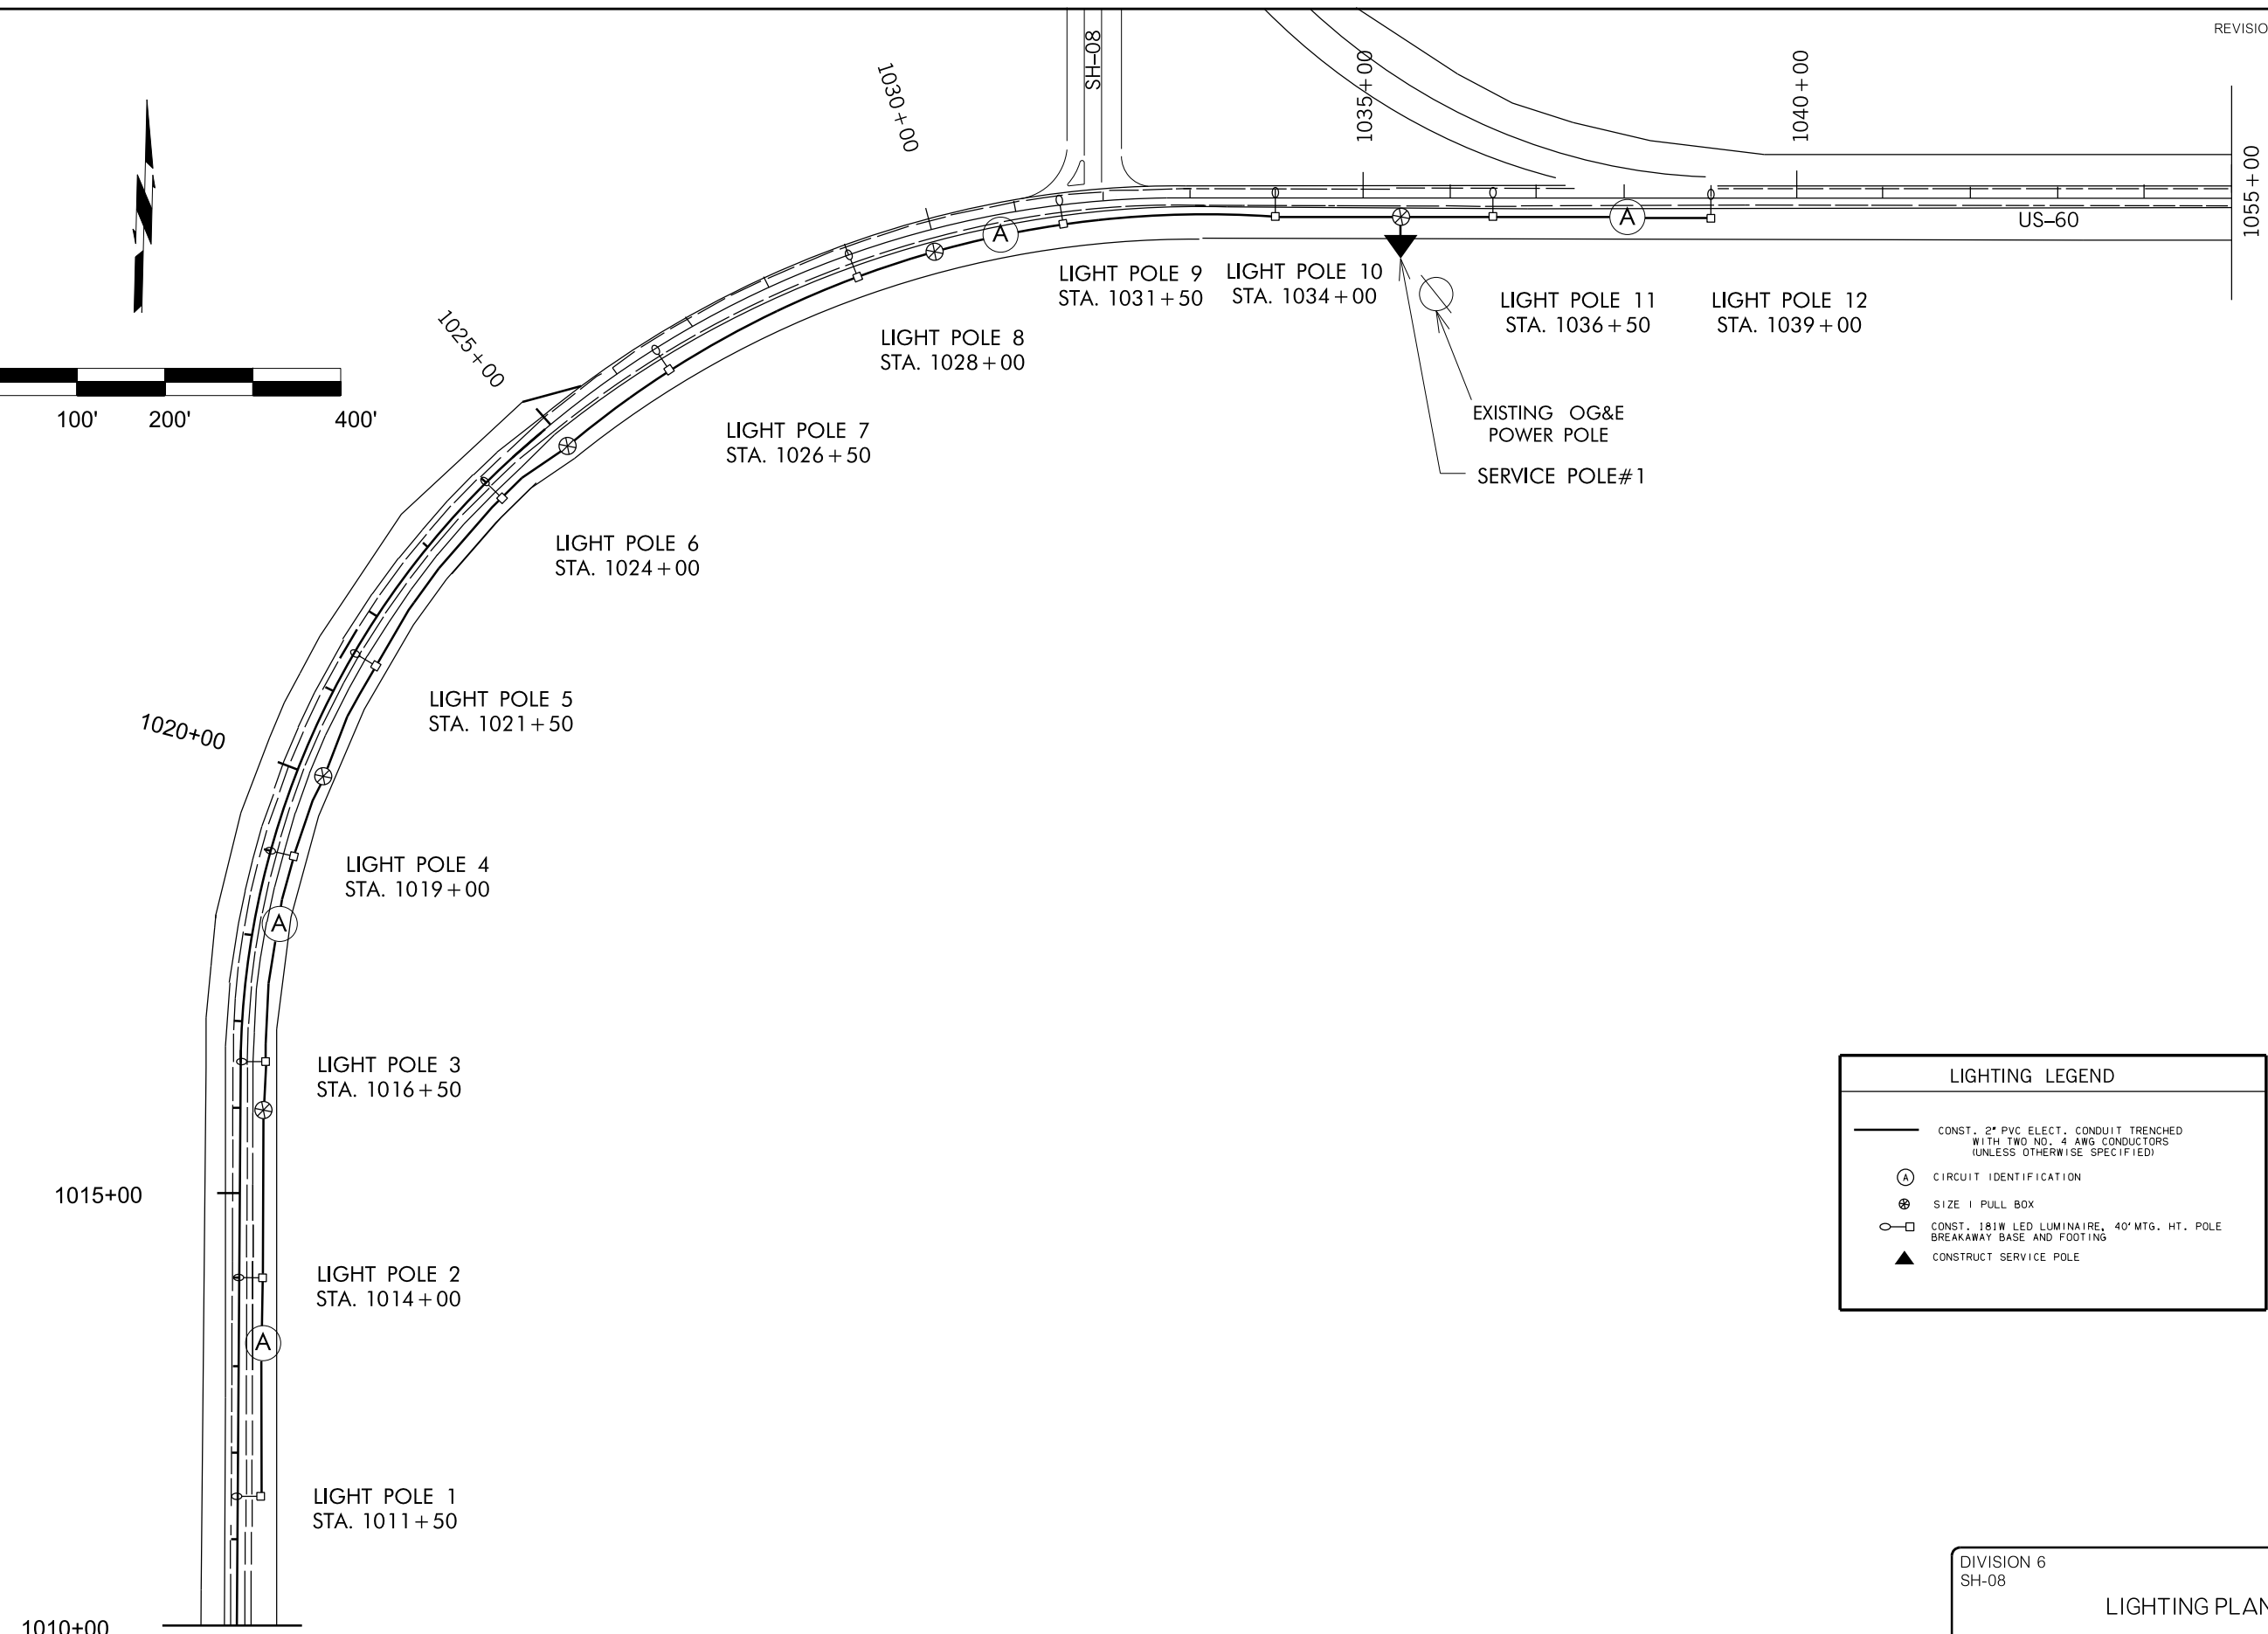 REVISIO
SH-08
1030+00
1035+00
1040+00
1055+00
US-60
LIGHT POLE 9
STA. 1031+50
LIGHT POLE 10
STA. 1034+00
LIGHT POLE 11
STA. 1036+50
LIGHT POLE 12
STA. 1039+00
1025+00
LIGHT POLE 8
STA. 1028+00
100' 200' 400'
EXISTING OG&E
POWER POLE
SERVICE POLE#1
LIGHT POLE 7
STA. 1026+50
LIGHT POLE 6
STA. 1024+00
LIGHT POLE 5
STA. 1021+50
1020+00
LIGHT POLE 4
STA. 1019+00
A
A
A
A
LIGHT POLE 3
STA. 1016+50
1015+00
LIGHT POLE 2
STA. 1014+00
LIGHT POLE 1
STA. 1011+50
1010+00
LIGHTING LEGEND
CONST. 2" PVC ELECT. CONDUIT TRENCHED
WITH TWO NO. 4 AWG CONDUCTORS
(UNLESS OTHERWISE SPECIFIED)
A CIRCUIT IDENTIFICATION
SIZE I PULL BOX
CONST. 181W LED LUMINAIRE, 40' MTG. HT. POLE
BREAKAWAY BASE AND FOOTING
CONSTRUCT SERVICE POLE
DIVISION 6
SH-08
LIGHTING PLAN